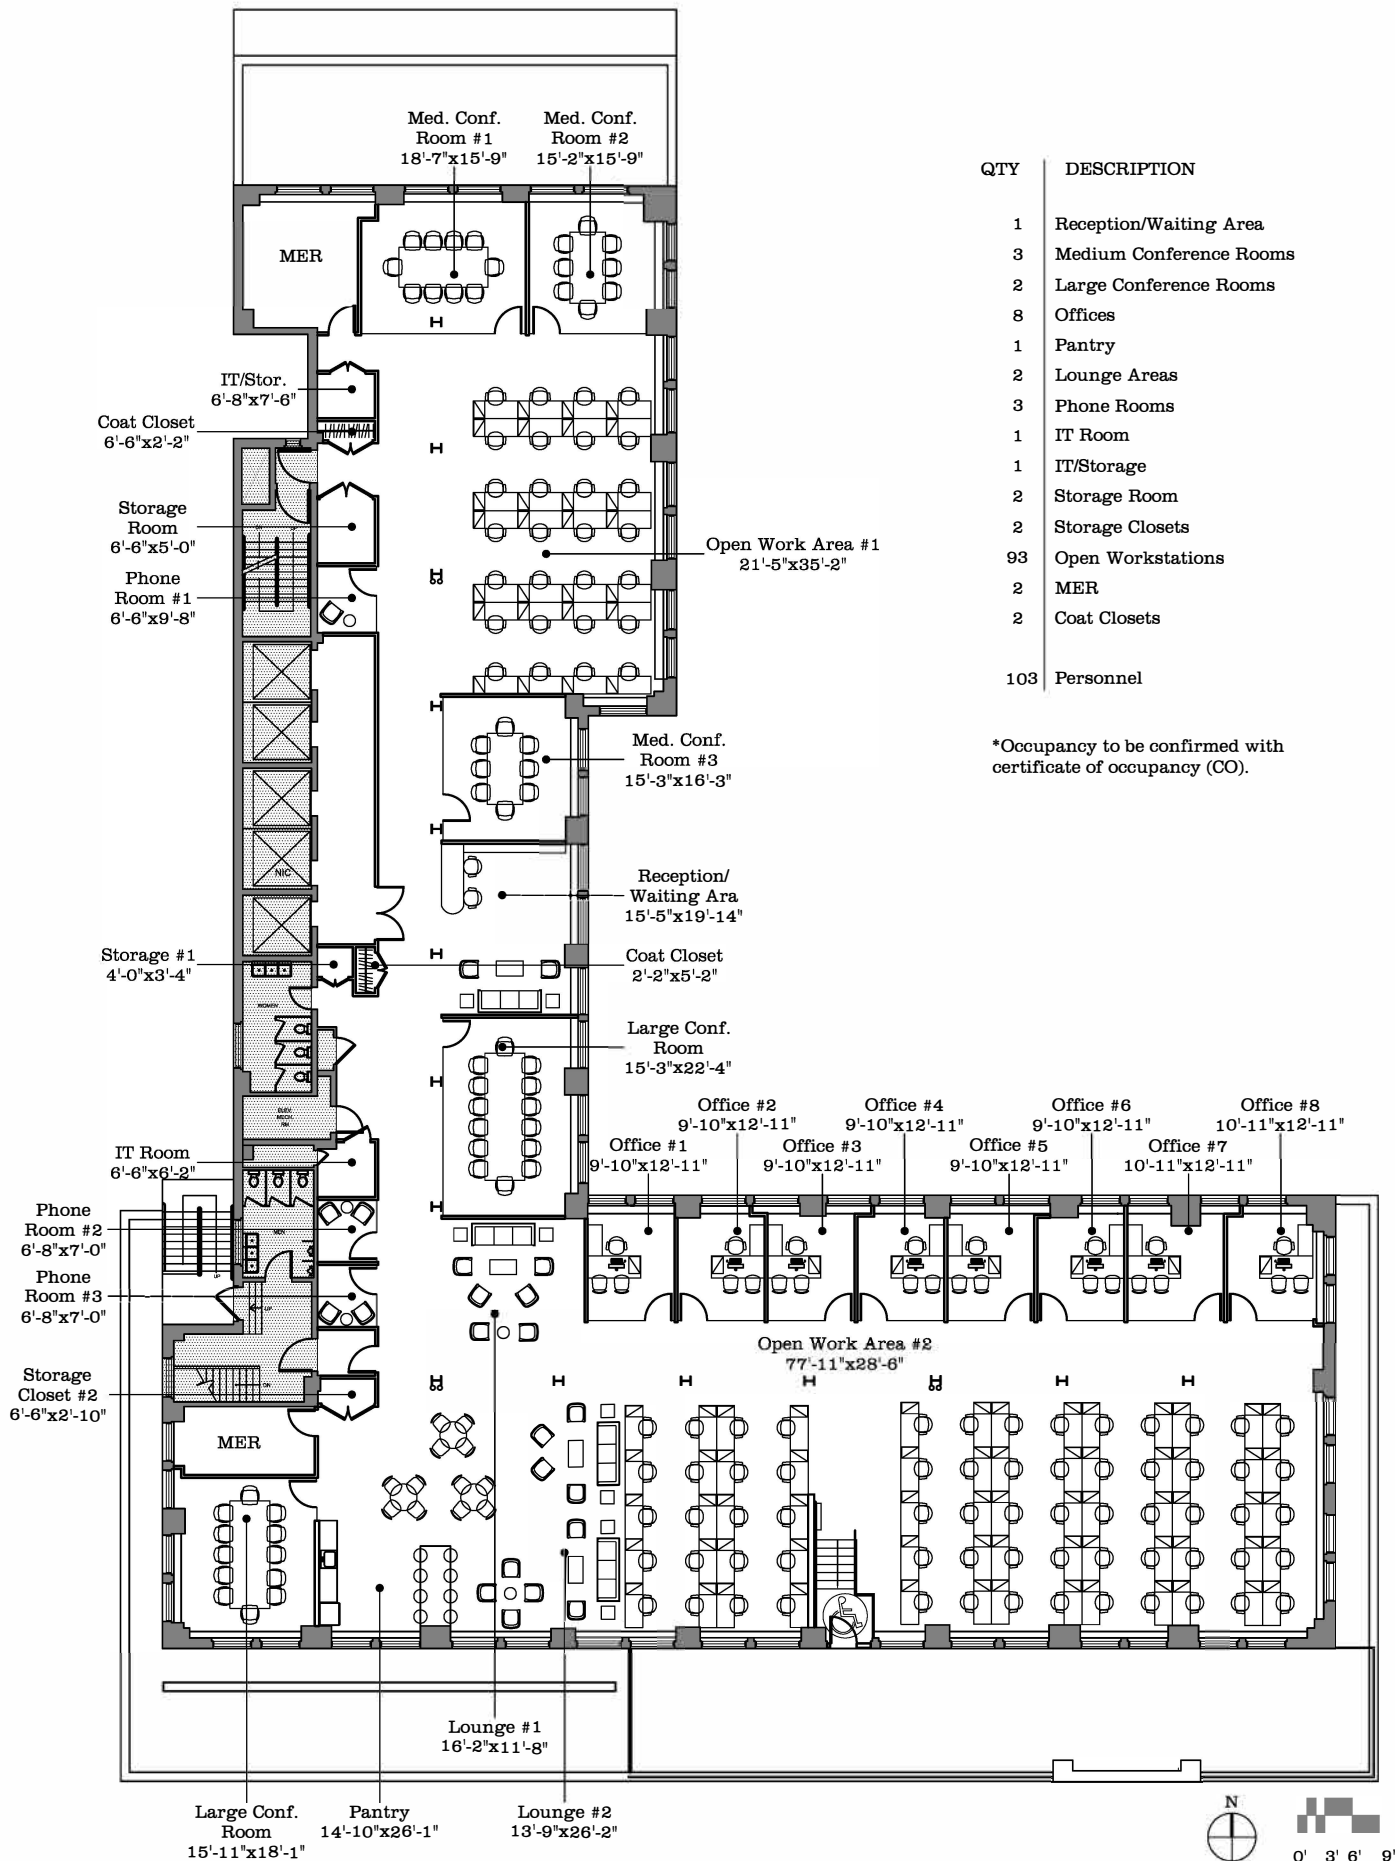 Med. Conf.
Room #1
18'-7"x15'-9"
Med. Conf.
Room #2
15'-2"x15'-9"
QTY DESCRIPTION
1 Reception/Waiting Area
3 Medium Conference Rooms
2 Large Conference Rooms
8 Offices
1 Pantry
2 Lounge Areas
3 Phone Rooms
1 IT Room
1 IT/Storage
2 Storage Room
2 Storage Closets
93 Open Workstations
2 MER
2 Coat Closets
103 Personnel
*Occupancy to be confirmed with
certificate of occupancy (CO).
MER
IT/Stor.
6'-8"x7'-6"
Coat Closet
6'-6"x2'-2"
Storage
Room
6'-6"x5'-0"
Phone
Room #1
6'-6"x9'-8"
Open Work Area #1
21'-5"x35'-2"
Med. Conf.
Room #3
15'-3"x16'-3"
NIC
Reception/
Waiting Ara
15'-5"x19'-14"
Storage #1
4'-0"x3'-4"
Coat Closet
2'-2"x5'-2"
WOMEN
Large Conf.
Room
15'-3"x22'-4"
ELEV.
MECH.
RM
IT Room
6'-6"x6'-2"
Office #1
9'-10"x12'-11"
Office #2
9'-10"x12'-11"
Office #3
9'-10"x12'-11"
Office #4
9'-10"x12'-11"
Office #5
9'-10"x12'-11"
Office #6
9'-10"x12'-11"
Office #7
10'-11"x12'-11"
Office #8
10'-11"x12'-11"
Phone
Room #2
6'-8"x7'-0"
MEN
UP
Phone
Room #3
6'-8"x7'-0"
UP
Open Work Area #2
77'-11"x28'-6"
Storage
Closet #2
6'-6"x2'-10"
DN
MER
Lounge #1
16'-2"x11'-8"
Large Conf.
Room
15'-11"x18'-1"
Pantry
14'-10"x26'-1"
Lounge #2
13'-9"x26'-2"
N
0' 3' 6' 9'